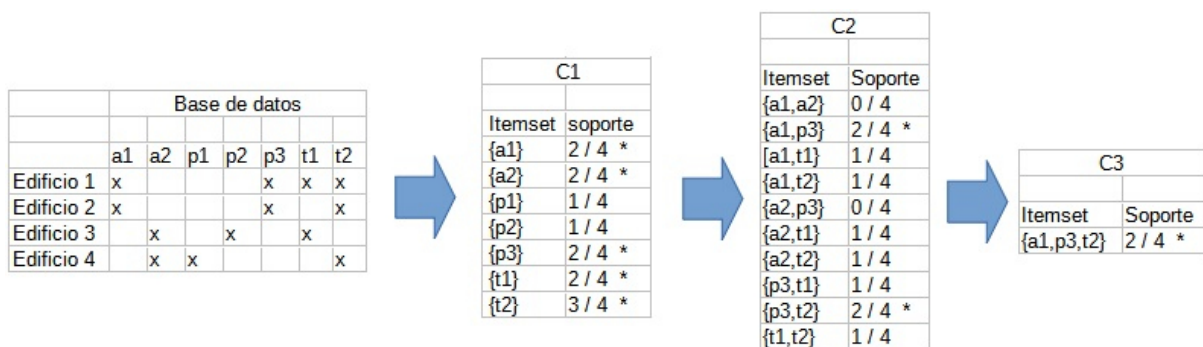 Base de datos
a1 a2 p1 p2 p3 t1 t2
Edificio 1 x x x x
Edificio 2 x x x
Edificio 3 x x x
Edificio 4 x x x
C1
Itemset soporte
{a1} 2 / 4 *
{a2} 2 / 4 *
{p1} 1 / 4
{p2} 1 / 4
{p3} 2 / 4 *
{t1} 2 / 4 *
{t2} 3 / 4 *
C2
Itemset Soporte
{a1,a2} 0 / 4
{a1,p3} 2 / 4 *
[a1,t1} 1 / 4
{a1,t2} 1 / 4
{a2,p3} 0 / 4
{a2,t1} 1 / 4
{a2,t2} 1 / 4
{p3,t1} 1 / 4
{p3,t2} 2 / 4 *
{t1,t2} 1 / 4
C3
Itemset Soporte
{a1,p3,t2} 2 / 4 *